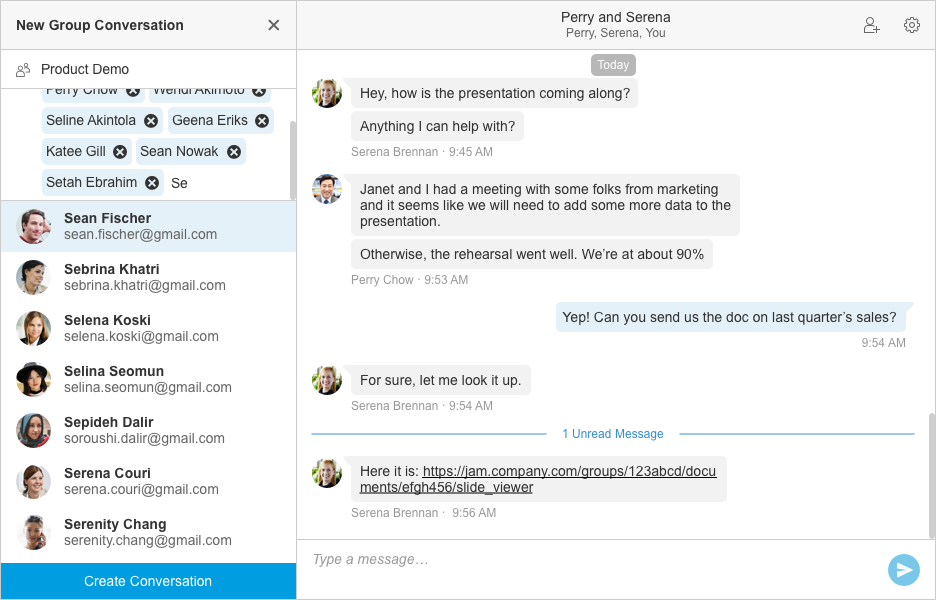 New Group Conversation
Product Demo
Perry Chow Wendi Akimoto
Seline Akintola Geena Eriks
Katee Gill Sean Nowak
Setah Ebrahim Se
Sean Fischer
sean.fischer@gmail.com
Sebrina Khatri
sebrina.khatri@gmail.com
Selena Koski
selena.koski@gmail.com
Selina Seomun
selina.seomun@gmail.com
Sepideh Dalir
soroushi.dalir@gmail.com
Serena Couri
serena.couri@gmail.com
Serenity Chang
serenity.chang@gmail.com
Create Conversation
Perry and Serena
Perry, Serena, You
Today
Hey, how is the presentation coming along?
Anything I can help with?
Serena Brennan · 9:45 AM
Janet and I had a meeting with some folks from marketing
and it seems like we will need to add some more data to the
presentation.
Otherwise, the rehearsal went well. We’re at about 90%
Perry Chow · 9:53 AM
Yep! Can you send us the doc on last quarter’s sales?
9:54 AM
For sure, let me look it up.
Serena Brennan · 9:54 AM
1 Unread Message
Here it is: https://jam.company.com/groups/123abcd/docu
ments/efgh456/slide_viewer
Serena Brennan · 9:56 AM
Type a message…